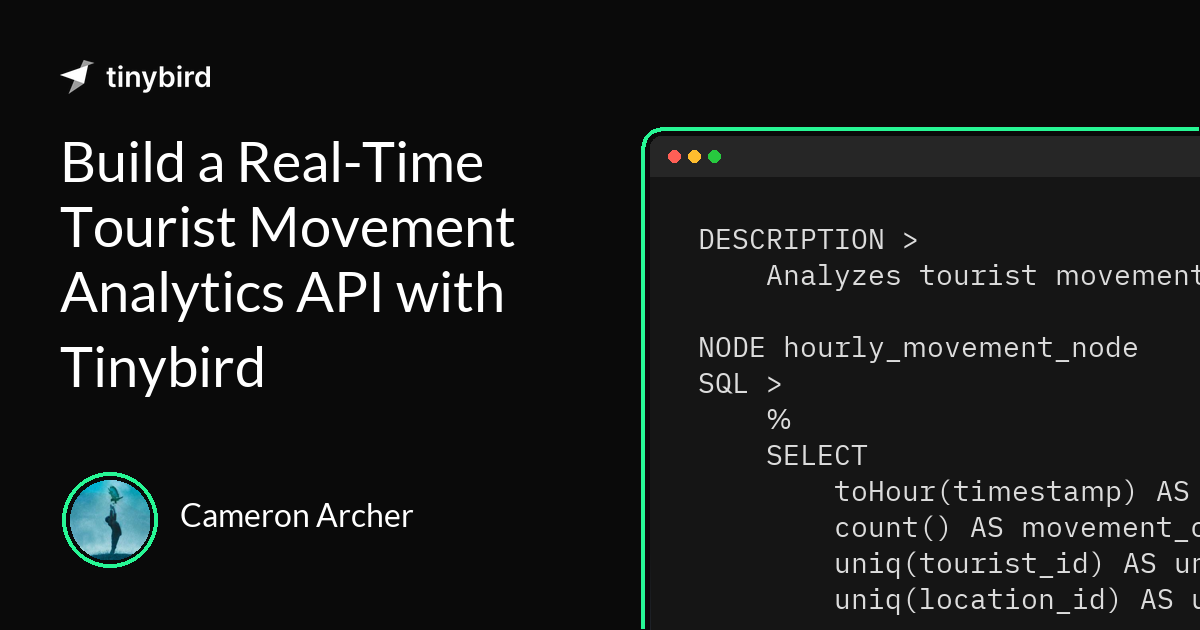 tinybird
Build a Real-Time
Tourist Movement
Analytics API with
Tinybird
Cameron Archer
DESCRIPTION >
Analyzes tourist movement
NODE hourly_movement_node
SQL >
%
SELECT
toHour(timestamp) AS
count() AS movement_c
uniq(tourist_id) AS un
uniq(location_id) AS u